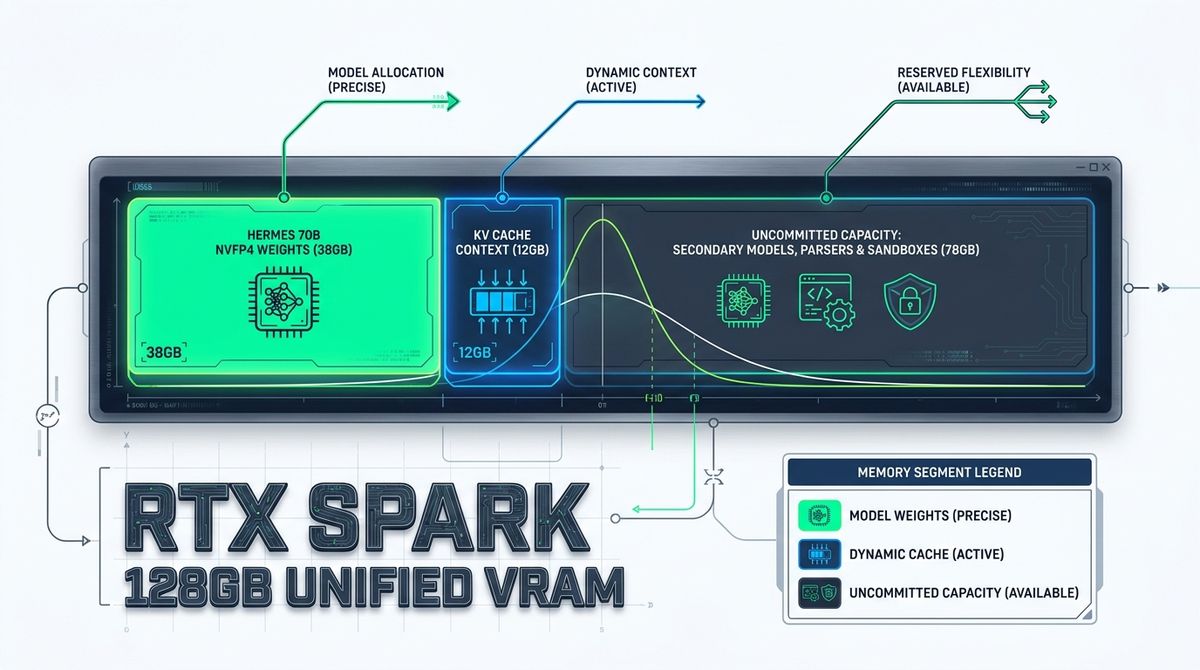 MODEL ALLOCATION
(PRECISE)
DYNAMIC CONTEXT
(ACTIVE)
RESERVED FLEXIBILITY
(AVAILABLE)
HERMES 70B
NVFP4 WEIGHTS (38GB)
38GB
KV CACHE
CONTEXT (12GB)
12GB
UNCOMMITTED CAPACITY:
SECONDARY MODELS, PARSERS & SANDBOXES (78GB)
Y
RTX SPARK
128GB UNIFIED VRAM
MEMORY SEGMENT LEGEND
MODEL WEIGHTS (PRECISE)
DYNAMIC CACHE (ACTIVE)
UNCOMMITTED CAPACITY (AVAILABLE)